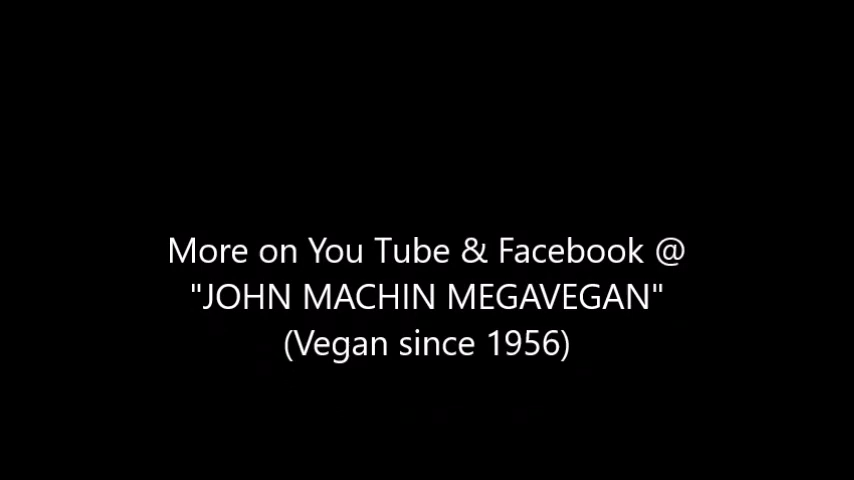 More on You Tube & Facebook @
"JOHN MACHIN MEGAVEGAN"
(Vegan since 1956)